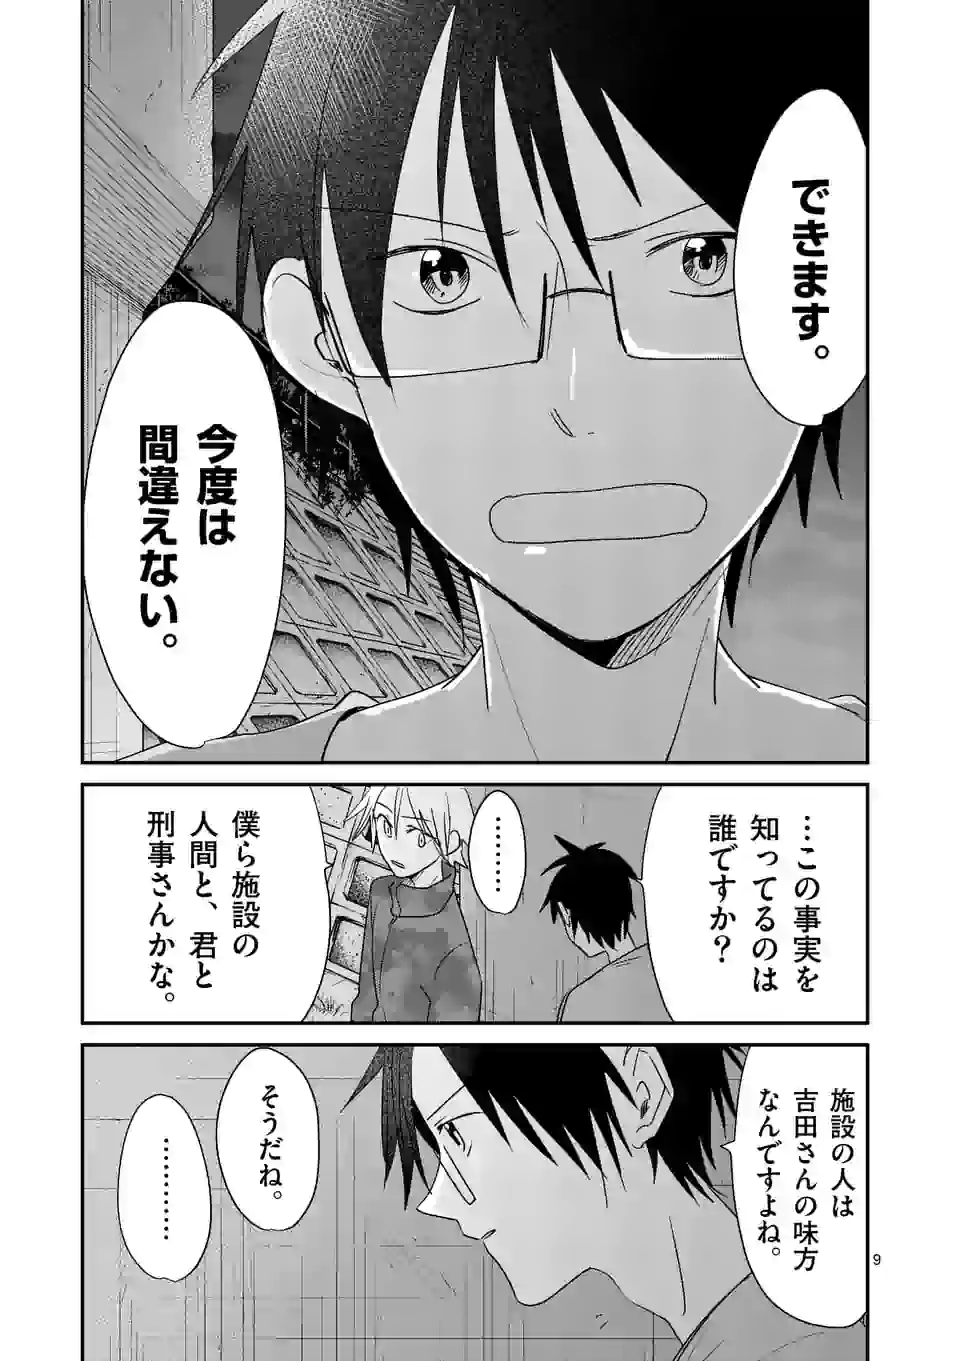 できます。
今度は
間違えない。
…この事実を
知ってるのは
誰ですか？
………
僕ら施設の
人間と、君と
刑事さんかな。
施設の人は
吉田さんの味方
なんですよね。
そうだね。
………
9